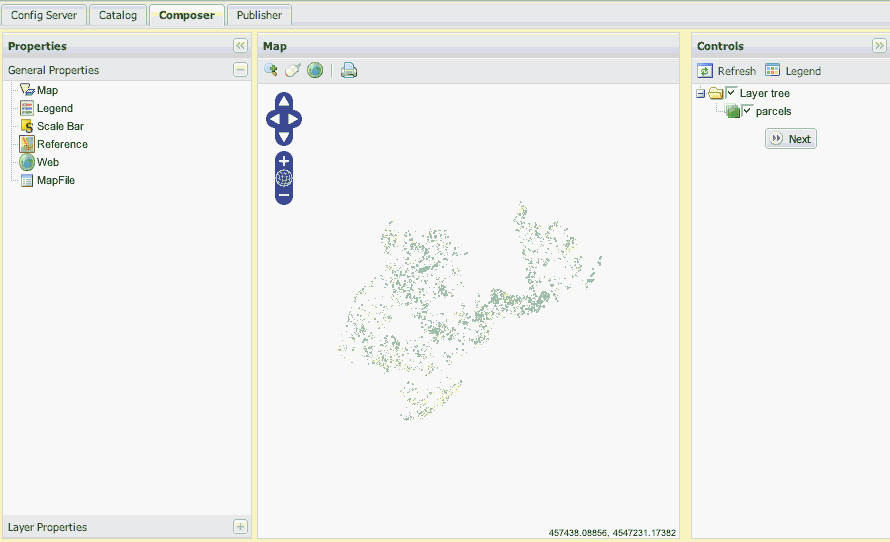 Config Server Catalog Composer Publisher
Properties
General Properties
Map
Legend
Scale Bar
Reference
Web
MapFile
Layer Properties
Map
457438.08856, 4547231.17382
Controls
Refresh Legend
Layer tree
parcels
Next